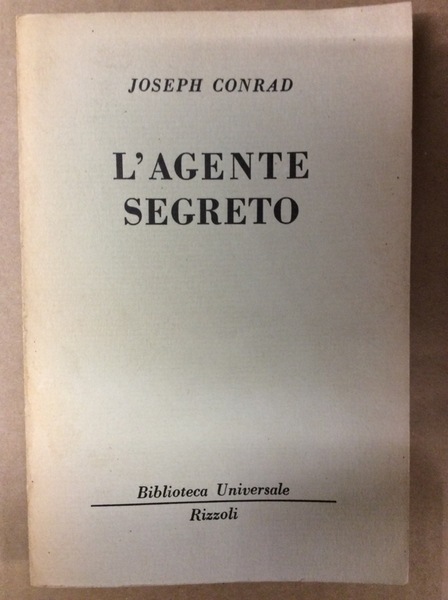 JOSEPH CONRAD
L'AGENTE
SEGRETO
Biblioteca Universale
Rizzoli